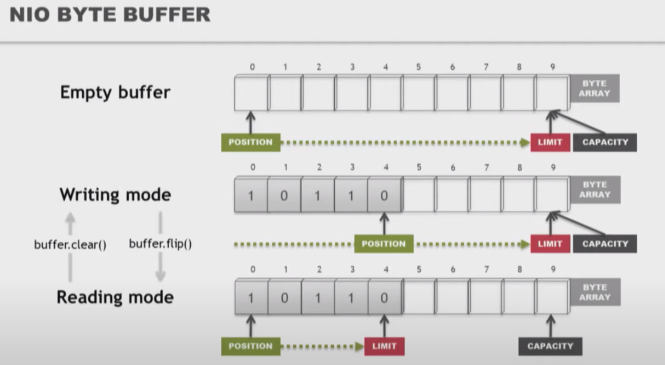 NIO BYTE BUFFER
0 1 2 3 4 5 6 7 8 9
Empty buffer
BYTE
ARRAY
POSITION LIMIT CAPACITY
0 1 2 3 4 5 6 7 8 9
Writing mode
1 0 1 1 0
BYTE
ARRAY
buffer.clear() buffer.flip()
POSITION LIMIT CAPACITY
0 1 2 3 4 5 6 7 8 9
Reading mode
1 0 1 1 0
BYTE
ARRAY
POSITION LIMIT CAPACITY